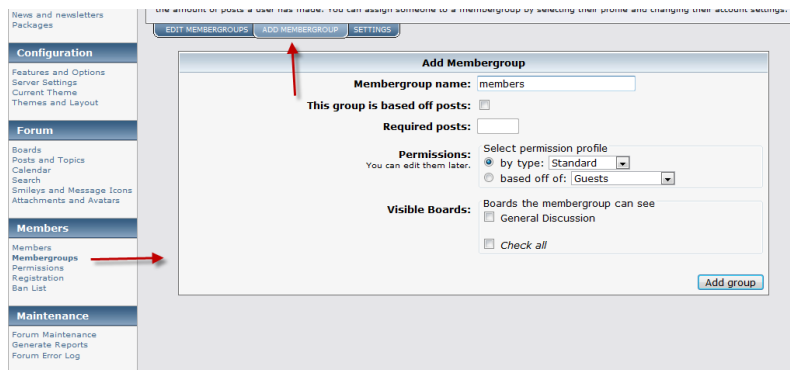 News and newsletters
Packages
Configuration
Features and Options
Server Settings
Current Theme
Themes and Layout
Forum
Boards
Posts and Topics
Calendar
Search
Smileys and Message Icons
Attachments and Avatars
Members
Members
Membergroups
Permissions
Registration
Ban List
Maintenance
Forum Maintenance
Generate Reports
Forum Error Log
the amount of posts a user has made. You can assign someone to a membergroup by selecting their profile and changing their account settings.
EDIT MEMBERGROUPS ADD MEMBERGROUP SETTINGS
Add Membergroup
Membergroup name: members
This group is based off posts:
Required posts:
Permissions:
You can edit them later.
Select permission profile
by type: Standard
based off of: Guests
Visible Boards:
Boards the membergroup can see
General Discussion
Check all
Add group